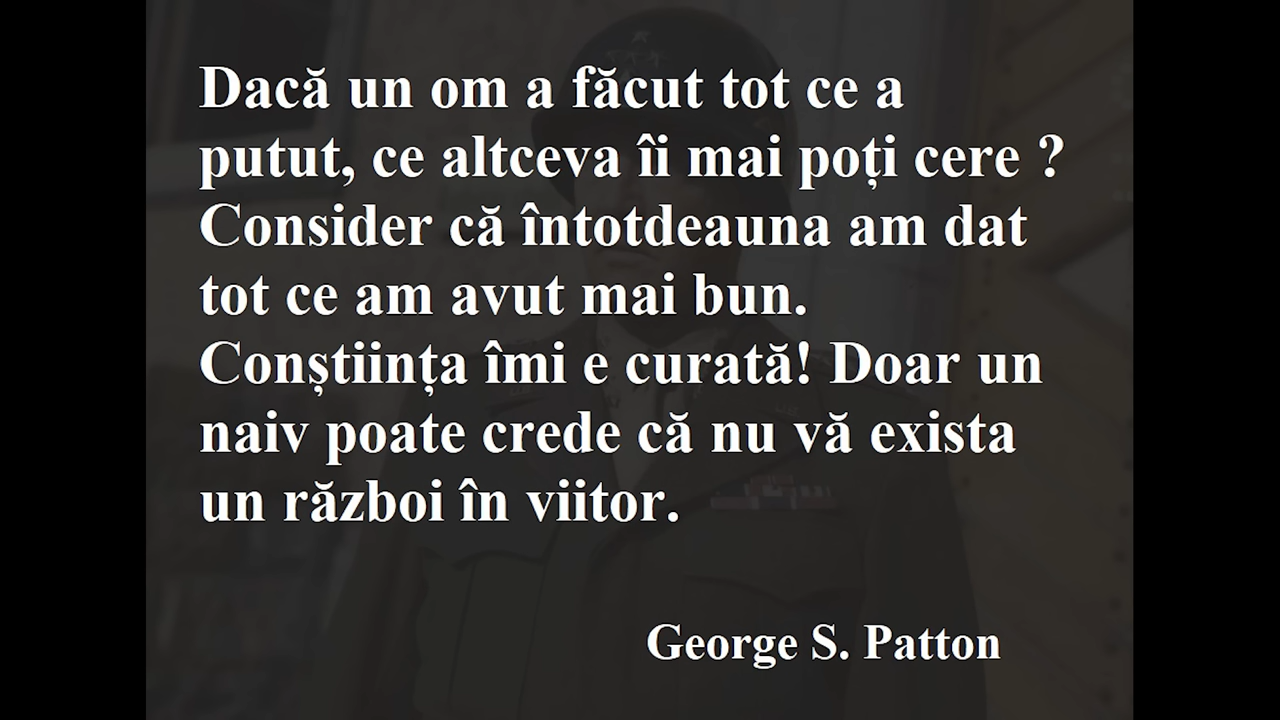 Dacă un om a făcut tot ce a
putut, ce altceva îi mai poți cere ?
Consider că întotdeauna am dat
tot ce am avut mai bun.
Conștiința îmi e curată! Doar un
naiv poate crede că nu vă exista
un război în viitor.
George S. Patton